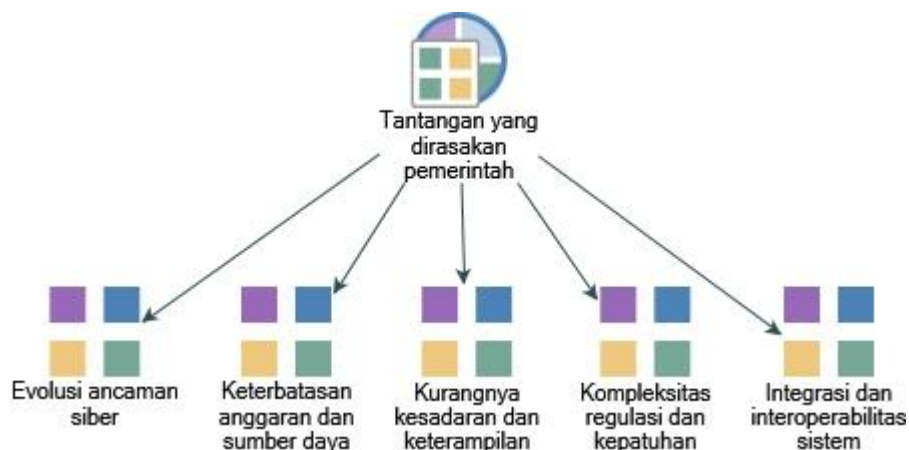 Tantangan yang
dirasakan
pemerintah
Evolusi ancaman
siber
Keterbatasan
anggaran dan
sumber daya
Kurangnya
kesadaran dan
keterampilan
Kompleksitas
regulasi dan
kepatuhan
Integrasi dan
interoperabilitas
sistem